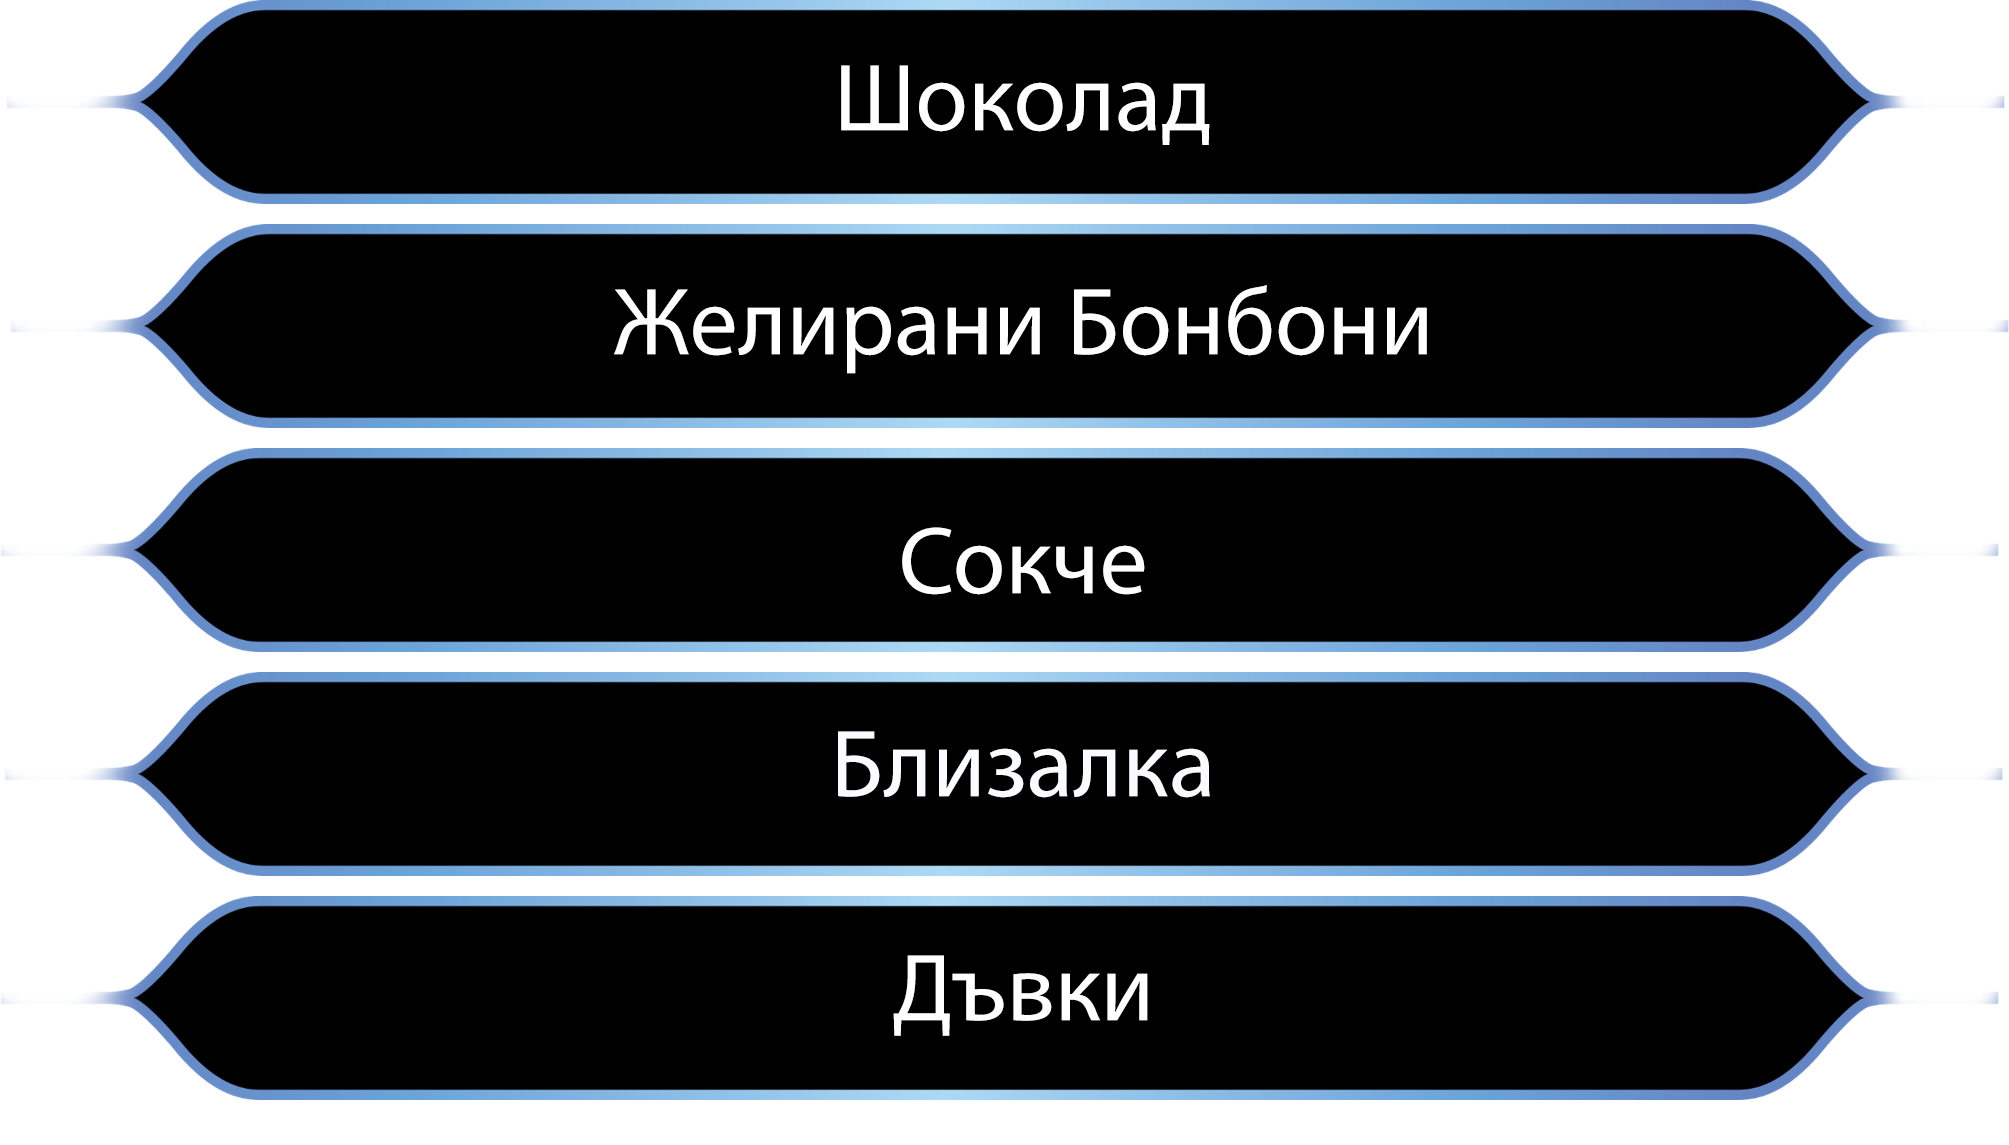 Шоколад
Желирани Бонбони
Сокче
Близалка
Дъвки